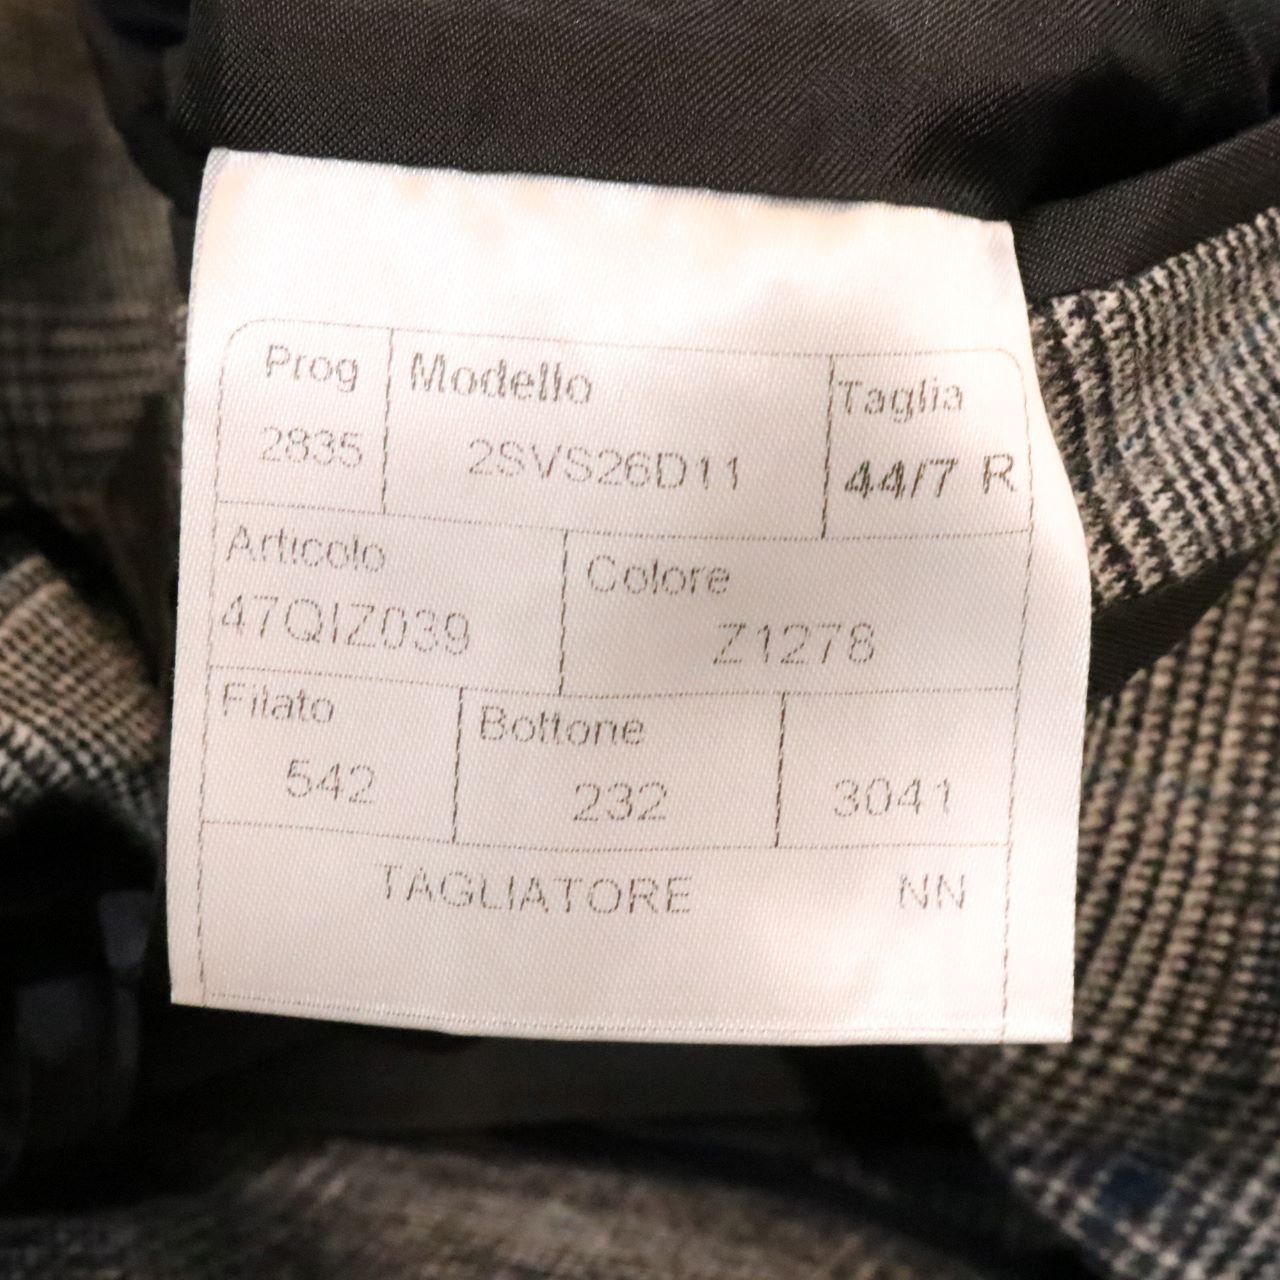 Prog Modello Taglia
2835 2SVS26D11 44/7 R
Articolo Colore
47QIZ039 Z1278
Filato Bottone
542 232 3041
TAGLIATORE NN